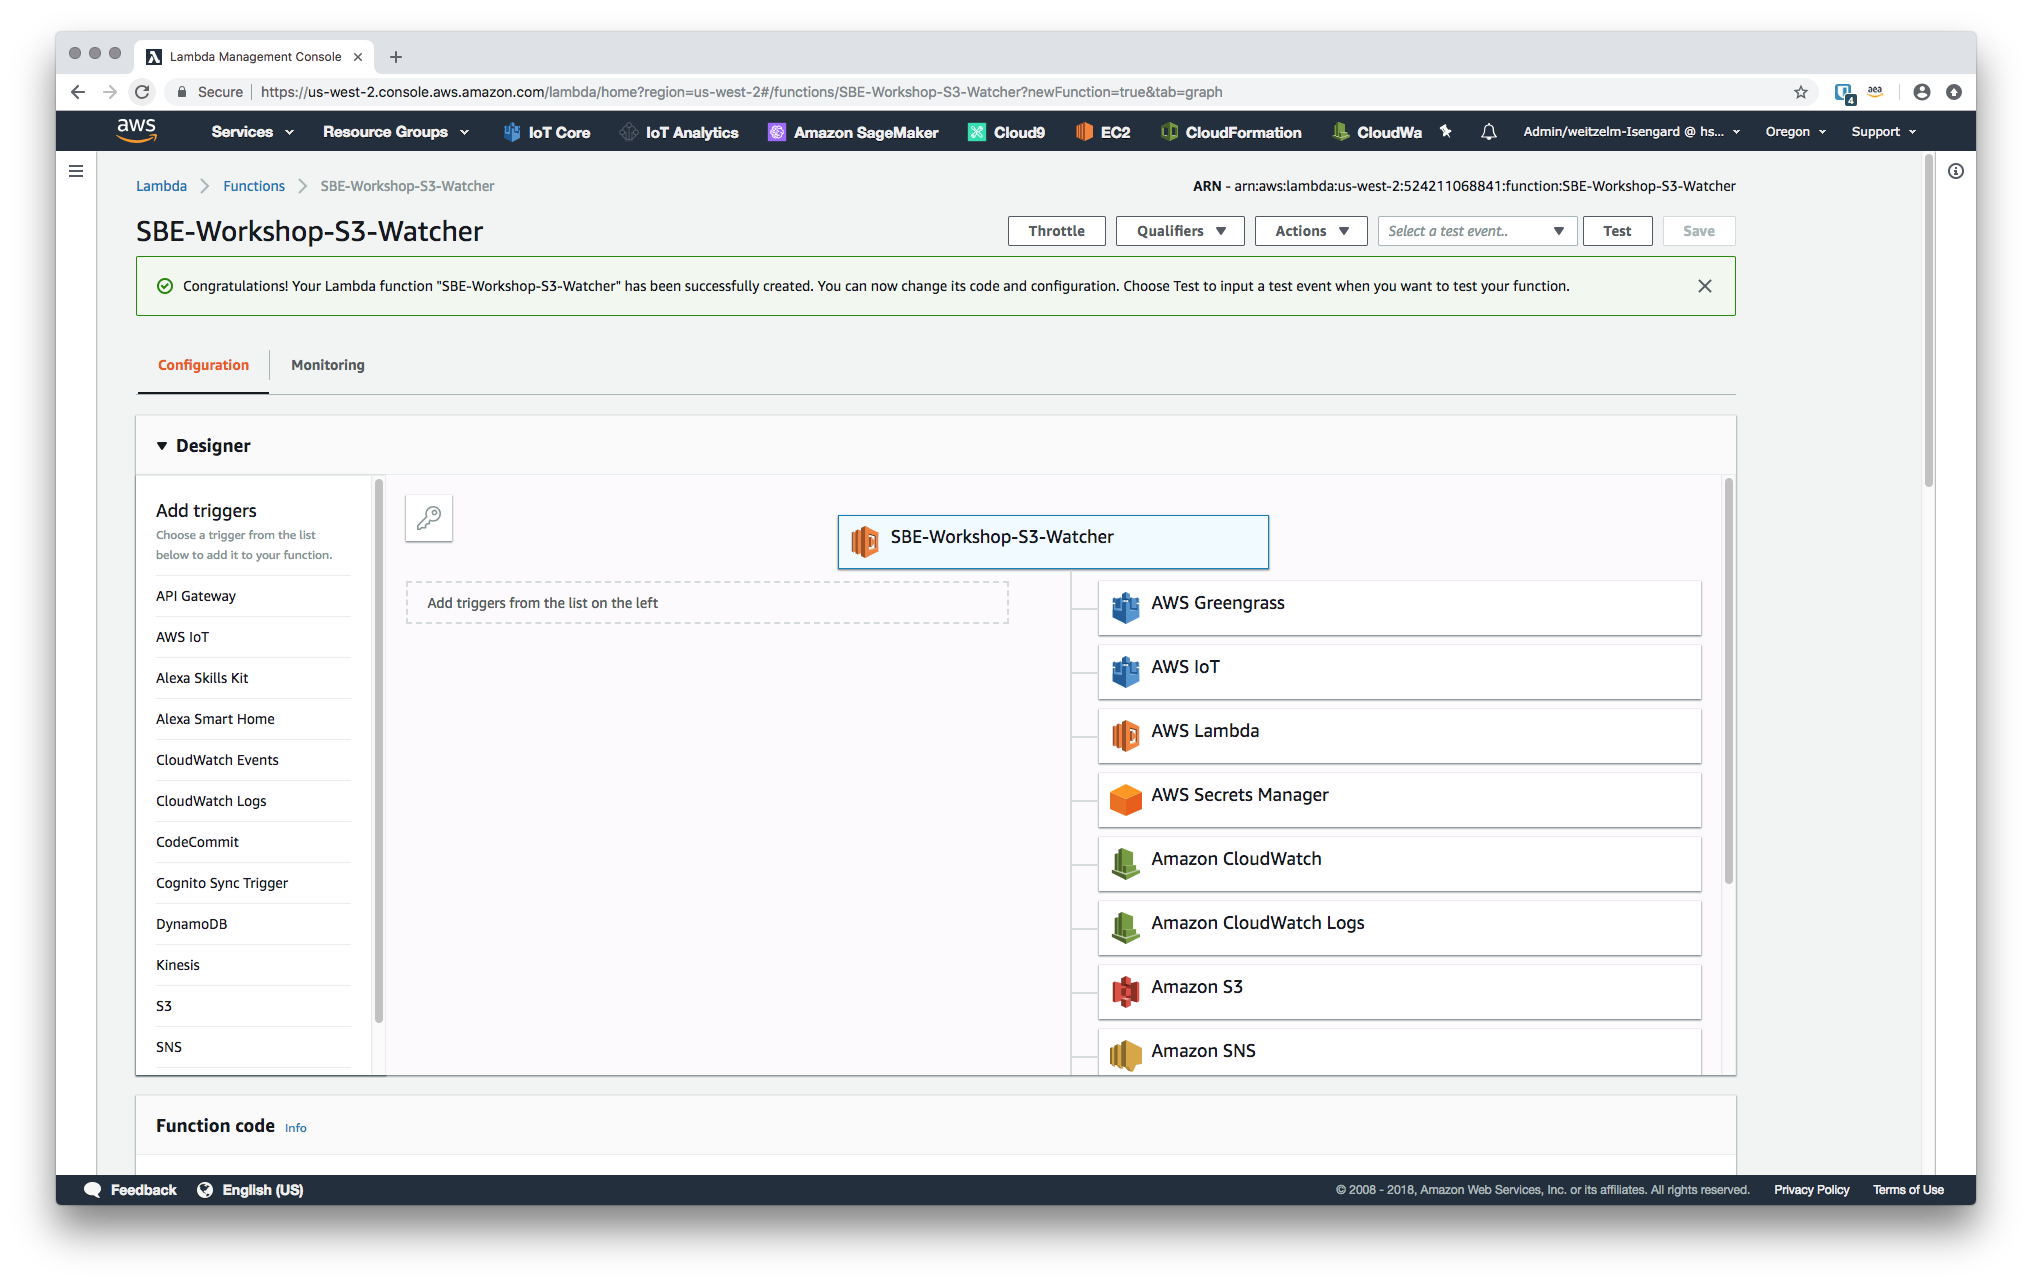 Lambda Management Console
Secure https://us-west-2.console.aws.amazon.com/lambda/home?region=us-west-2#/functions/SBE-Workshop-S3-Watcher?newFunction=true&tab=graph
4
aea
aws Services Resource Groups IoT Core IoT Analytics Amazon SageMaker Cloud9 EC2 CloudFormation CloudWa Admin/weitzelm-Isengard @ hs... Oregon Support
Lambda Functions SBE-Workshop-S3-Watcher
ARN - arn:aws:lambda:us-west-2:524211068841:function:SBE-Workshop-S3-Watcher
SBE-Workshop-S3-Watcher
Throttle Qualifiers Actions Select a test event.. Test Save
Congratulations! Your Lambda function "SBE-Workshop-S3-Watcher" has been successfully created. You can now change its code and configuration. Choose Test to input a test event when you want to test your function.
Configuration Monitoring
Designer
Add triggers
Choose a trigger from the list
below to add it to your function.
API Gateway
AWS IoT
Alexa Skills Kit
Alexa Smart Home
CloudWatch Events
CloudWatch Logs
CodeCommit
Cognito Sync Trigger
DynamoDB
Kinesis
S3
SNS
SBE-Workshop-S3-Watcher
Add triggers from the list on the left
AWS Greengrass
AWS IoT
AWS Lambda
AWS Secrets Manager
Amazon CloudWatch
Amazon CloudWatch Logs
Amazon S3
Amazon SNS
Function code Info
Feedback English (US)
© 2008 - 2018, Amazon Web Services, Inc. or its affiliates. All rights reserved. Privacy Policy Terms of Use